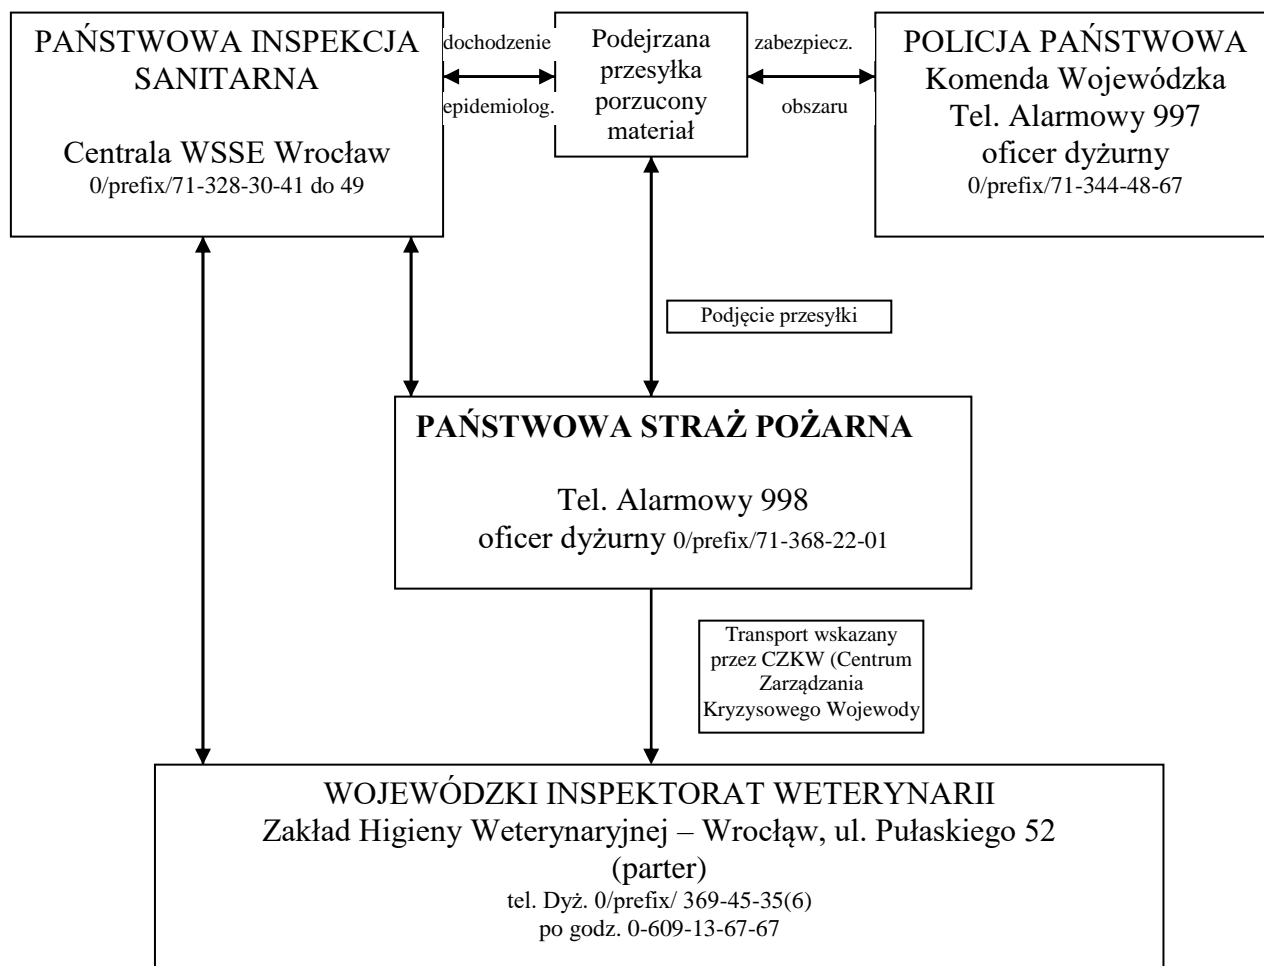 PAŃSTWOWA INSPEKCJA
SANITARNA
Centrala WSSE Wrocław
0/prefix/71-328-30-41 do 49
dochodzenie
epidemiolog.
Podejrzana
przesyłka
porzucony
materiał
zabezpiecz.
obszaru
POLICJA PAŃSTWOWA
Komenda Wojewódzka
Tel. Alarmowy 997
oficer dyżurny
0/prefix/71-344-48-67
Podjęcie przesyłki
PAŃSTWOWA STRAŻ POŻARNA
Tel. Alarmowy 998
oficer dyżurny 0/prefix/71-368-22-01
Transport wskazany
przez CZKW (Centrum
Zarządzania
Kryzysowego Wojewody
WOJEWÓDZKI INSPEKTORAT WETERYNARII
Zakład Higieny Weterynaryjnej – Wrocłąw, ul. Pułaskiego 52
(parter)
tel. Dyż. 0/prefix/ 369-45-35(6)
po godz. 0-609-13-67-67